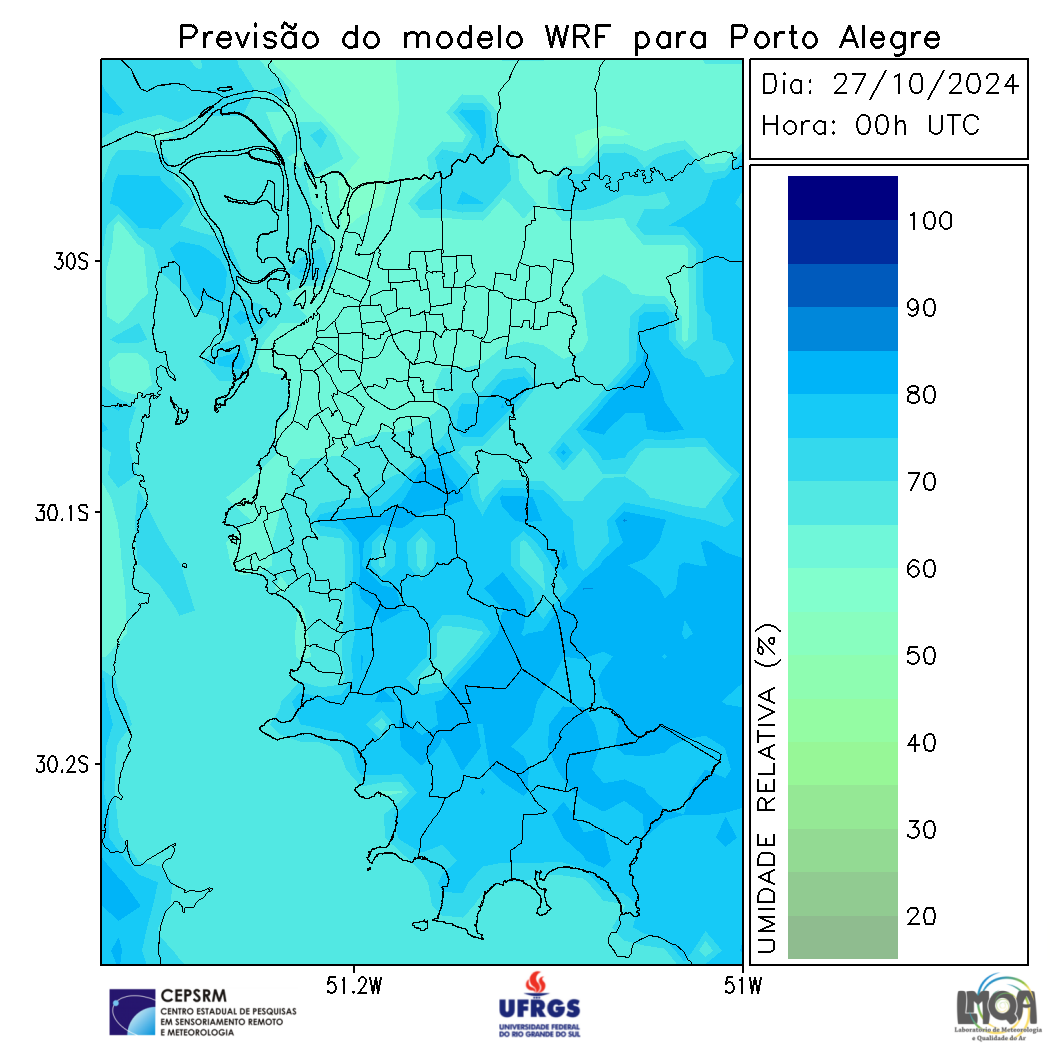 Previsão do modelo WRF para Porto Alegre
Dia: 27/10/2024
Hora: 00h UTC
30S
30.1S
30.2S
51.2W
51W
UMIDADE RELATIVA (%)
100
90
80
70
60
50
40
30
20
CEPSRM
CENTRO ESTADUAL DE PESQUISAS
EM SENSORIAMENTO REMOTO
E METEOROLOGIA
UFRGS
UNIVERSIDADE FEDERAL
DO RIO GRANDE DO SUL
LMQA
Laboratório de Meteorologia
e Qualidade do Ar